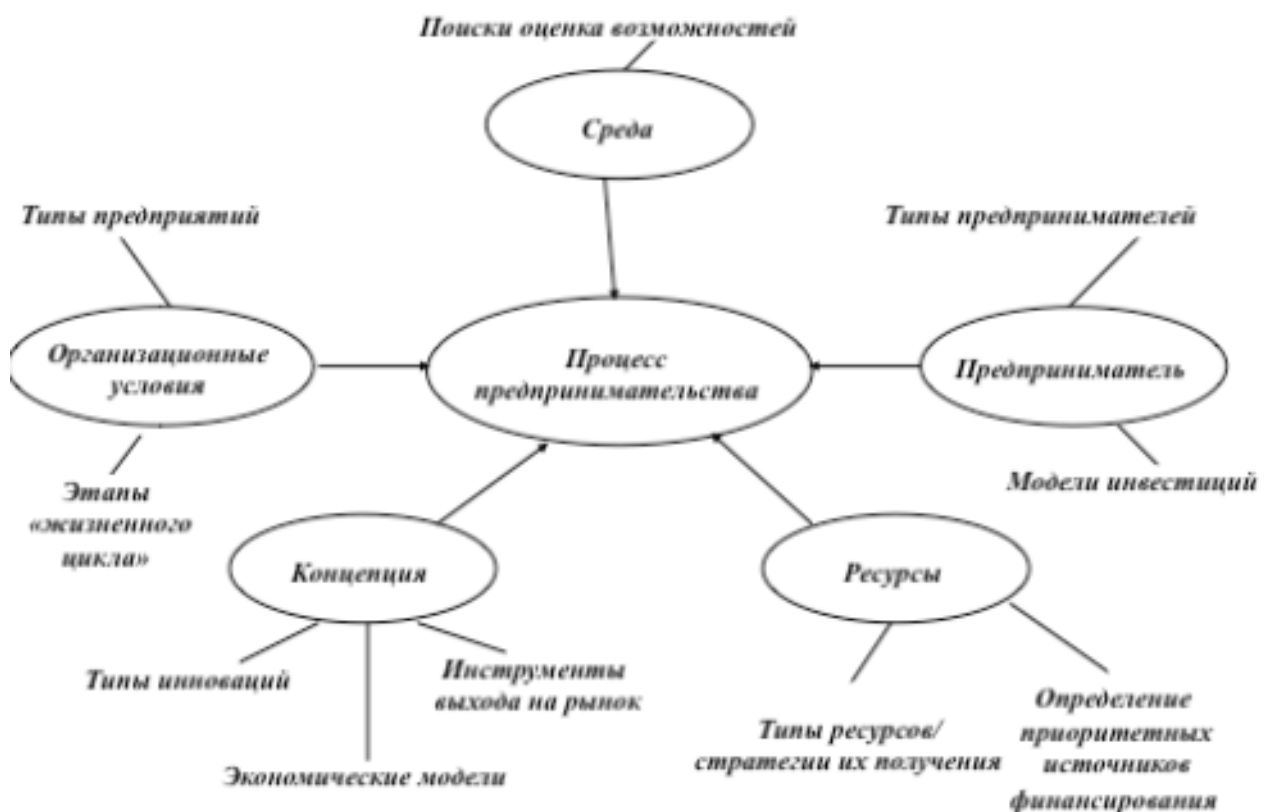 Поиски оценка возможностей
Среда
Типы предприятий
Типы предпринимателей
Организационные
условия
Процесс
предпринимательства
Предприниматель
Модели инвестиций
Этапы
«жизненного
цикла»
Концепция
Ресурсы
Типы инноваций
Инструменты
выхода на рынок
Экономические модели
Типы ресурсов/
стратегии их получения
Определение
приоритетных
источников
финансирования